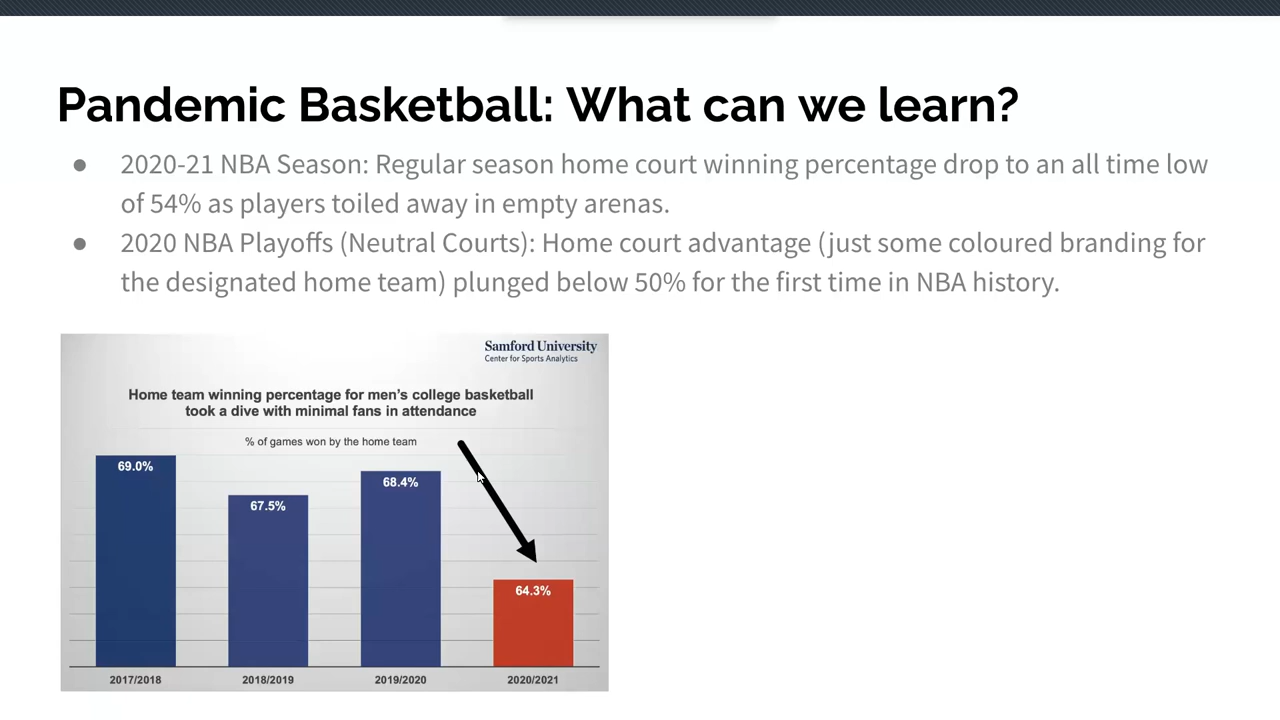 Pandemic Basketball: What can we learn?
● 2020-21 NBA Season: Regular season home court winning percentage drop to an all time low
of 54% as players toiled away in empty arenas.
● 2020 NBA Playoffs (Neutral Courts): Home court advantage (just some coloured branding for
the designated home team) plunged below 50% for the first time in NBA history.
Samford University
Center for Sports Analytics
Home team winning percentage for men's college basketball
took a dive with minimal fans in attendance
% of games won by the home team
69.0%
67.5%
68.4%
64.3%
2017/2018
2018/2019
2019/2020
2020/2021